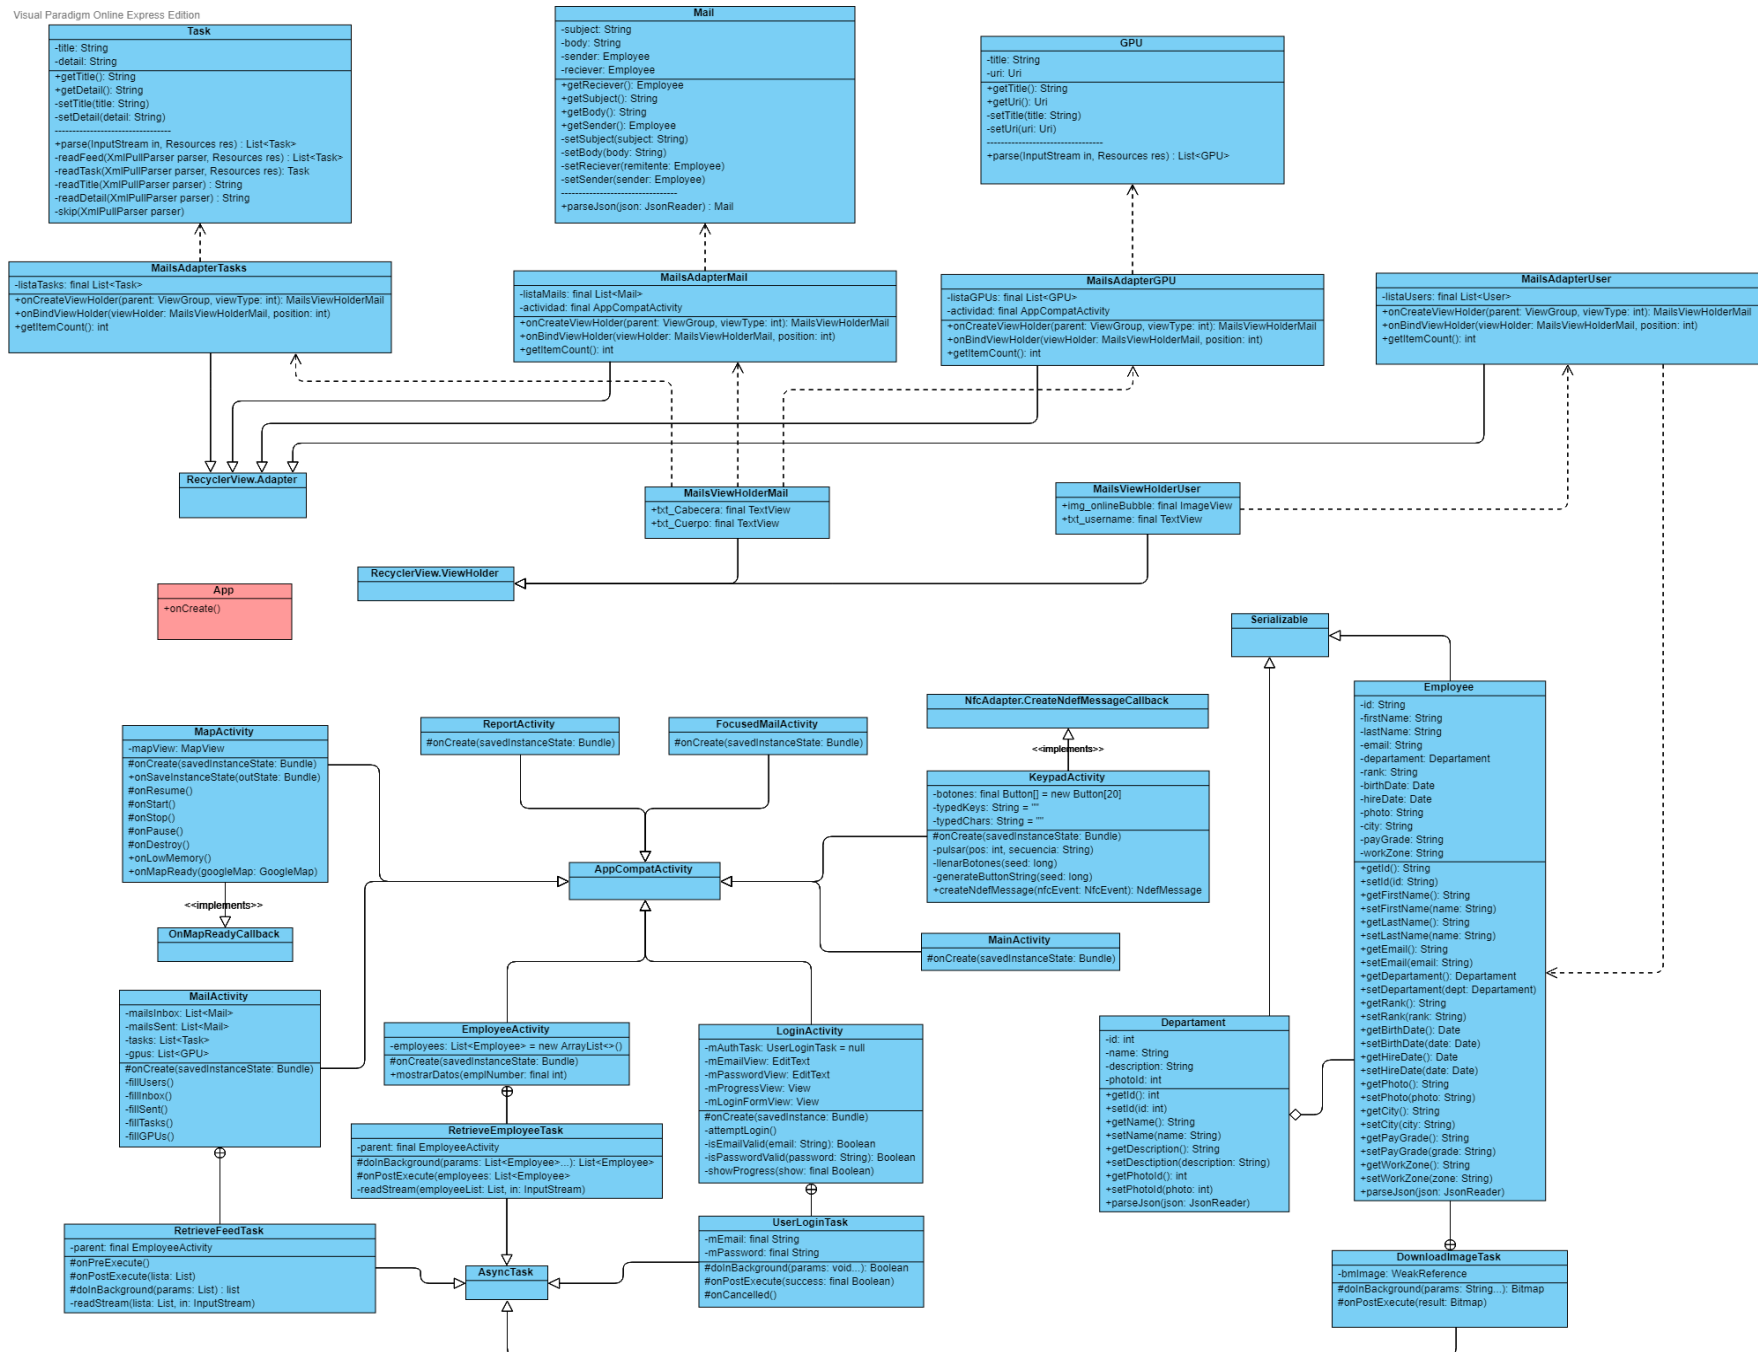 Visual Paradigm Online Express Edition
Task
-title: String
-detail: String
+getTitle(): String
+getDetail(): String
-setTitle(title: String)
-setDetail(detail: String)
---------------------------------
+parse(InputStream in, Resources res) : List<Task>
-readFeed(XmlPullParser parser, Resources res) : List<Task>
-readTask(XmlPullParser parser, Resources res): Task
-readTitle(XmlPullParser parser) : String
-readDetail(XmlPullParser parser) : String
-skip(XmlPullParser parser)
Mail
-subject: String
-body: String
-sender: Employee
-reciever: Employee
+getReciever(): Employee
+getSubject(): String
+getBody(): String
+getSender(): Employee
-setSubject(subject: String)
-setBody(body: String)
-setReciever(remitente: Employee)
-setSender(sender: Employee)
---------------------------------
+parseJson(json: JsonReader) : Mail
GPU
-title: String
-uri: Uri
+getTitle(): String
+getUri(): Uri
-setTitle(title: String)
-setUri(uri: Uri)
---------------------------------
+parse(InputStream in, Resources res) : List<GPU>
MailsAdapterTasks
-listaTasks: final List<Task>
+onCreateViewHolder(parent: ViewGroup, viewType: int): MailsViewHolderMail
+onBindViewHolder(viewHolder: MailsViewHolderMail, position: int)
+getItemCount(): int
MailsAdapterMail
-listaMails: final List<Mail>
-actividad: final AppCompatActivity
+onCreateViewHolder(parent: ViewGroup, viewType: int): MailsViewHolderMail
+onBindViewHolder(viewHolder: MailsViewHolderMail, position: int)
+getItemCount(): int
MailsAdapterGPU
-listaGPUs: final List<GPU>
-actividad: final AppCompatActivity
+onCreateViewHolder(parent: ViewGroup, viewType: int): MailsViewHolderMail
+onBindViewHolder(viewHolder: MailsViewHolderMail, position: int)
+getItemCount(): int
MailsAdapterUser
-listaUsers: final List<User>
+onCreateViewHolder(parent: ViewGroup, viewType: int): MailsViewHolderMail
+onBindViewHolder(viewHolder: MailsViewHolderMail, position: int)
+getItemCount(): int
RecyclerView.Adapter
MailsViewHolderMail
+txt_Cabecera: final TextView
+txt_Cuerpo: final TextView
MailsViewHolderUser
+img_onlineBubble: final ImageView
+txt_username: final TextView
RecyclerView.ViewHolder
App
+onCreate()
Serializable
MapActivity
-mapView: MapView
#onCreate(savedInstanceState: Bundle)
+onSaveInstanceState(outState: Bundle)
#onResume()
#onStart()
#onStop()
#onPause()
#onDestroy()
+onLowMemory()
+onMapReady(googleMap: GoogleMap)
<<implements>>
OnMapReadyCallback
ReportActivity
#onCreate(savedInstanceState: Bundle)
FocusedMailActivity
#onCreate(savedInstanceState: Bundle)
NfcAdapter.CreateNdefMessageCallback
<<implements>>
KeypadActivity
-botones: final Button[] = new Button[20]
-typedKeys: String = ""
-typedChars: String = ""
#onCreate(savedInstanceState: Bundle)
-pulsar(pos: int, secuencia: String)
-llenarBotones(seed: long)
-generateButtonString(seed: long)
+createNdefMessage(nfcEvent: NfcEvent): NdefMessage
AppCompatActivity
MainActivity
#onCreate(savedInstanceState: Bundle)
Employee
-id: String
-firstName: String
-lastName: String
-email: String
-departament: Departament
-rank: String
-birthDate: Date
-hireDate: Date
-photo: String
-city: String
-payGrade: String
-workZone: String
+getId(): String
+setId(id: String)
+getFirstName(): String
+setFirstName(name: String)
+getLastName(): String
+setLastName(name: String)
+getEmail(): String
+setEmail(email: String)
+getDepartament(): Departament
+setDepartament(dept: Departament)
+getRank(): String
+setRank(rank: String)
+getBirthDate(): Date
+setBirthDate(date: Date)
+getHireDate(): Date
+setHireDate(date: Date)
+getPhoto(): String
+setPhoto(photo: String)
+getCity(): String
+setCity(city: String)
+getPayGrade(): String
+setPayGrade(grade: String)
+getWorkZone(): String
+setWorkZone(zone: String)
+parseJson(json: JsonReader)
MailActivity
-mailsInbox: List<Mail>
-mailsSent: List<Mail>
-tasks: List<Task>
-gpus: List<GPU>
#onCreate(savedInstanceState: Bundle)
-fillUsers()
-fillInbox()
-fillSent()
-fillTasks()
-fillGPUs()
EmployeeActivity
-employees: List<Employee> = new ArrayList<>()
#onCreate(savedInstanceState: Bundle)
+mostrarDatos(emplNumber: final int)
LoginActivity
-mAuthTask: UserLoginTask = null
-mEmailView: EditText
-mPasswordView: EditText
-mProgressView: View
-mLoginFormView: View
#onCreate(savedInstance: Bundle)
-attemptLogin()
-isEmailValid(email: String): Boolean
-isPasswordValid(password: String): Boolean
-showProgress(show: final Boolean)
Departament
-id: int
-name: String
-description: String
-photoId: int
+getId(): int
+setId(id: int)
+getName(): String
+setName(name: String)
+getDescription(): String
+setDesctiption(description: String)
+getPhotoId(): int
+setPhotoId(photo: int)
+parseJson(json: JsonReader)
RetrieveEmployeeTask
-parent: final EmployeeActivity
#doInBackground(params: List<Employee>...): List<Employee>
#onPostExecute(employees: List<Employee>
-readStream(employeeList: List, in: InputStream)
RetrieveFeedTask
-parent: final EmployeeActivity
#onPreExecute()
#onPostExecute(lista: List)
#doInBackground(params: List) : list
-readStream(lista: List, in: InputStream)
AsyncTask
UserLoginTask
-mEmail: final String
-mPassword: final String
#doInBackground(params: void...): Boolean
#onPostExecute(success: final Boolean)
#onCancelled()
DownloadImageTask
-bmImage: WeakReference
#doInBackground(params: String...): Bitmap
#onPostExecute(result: Bitmap)